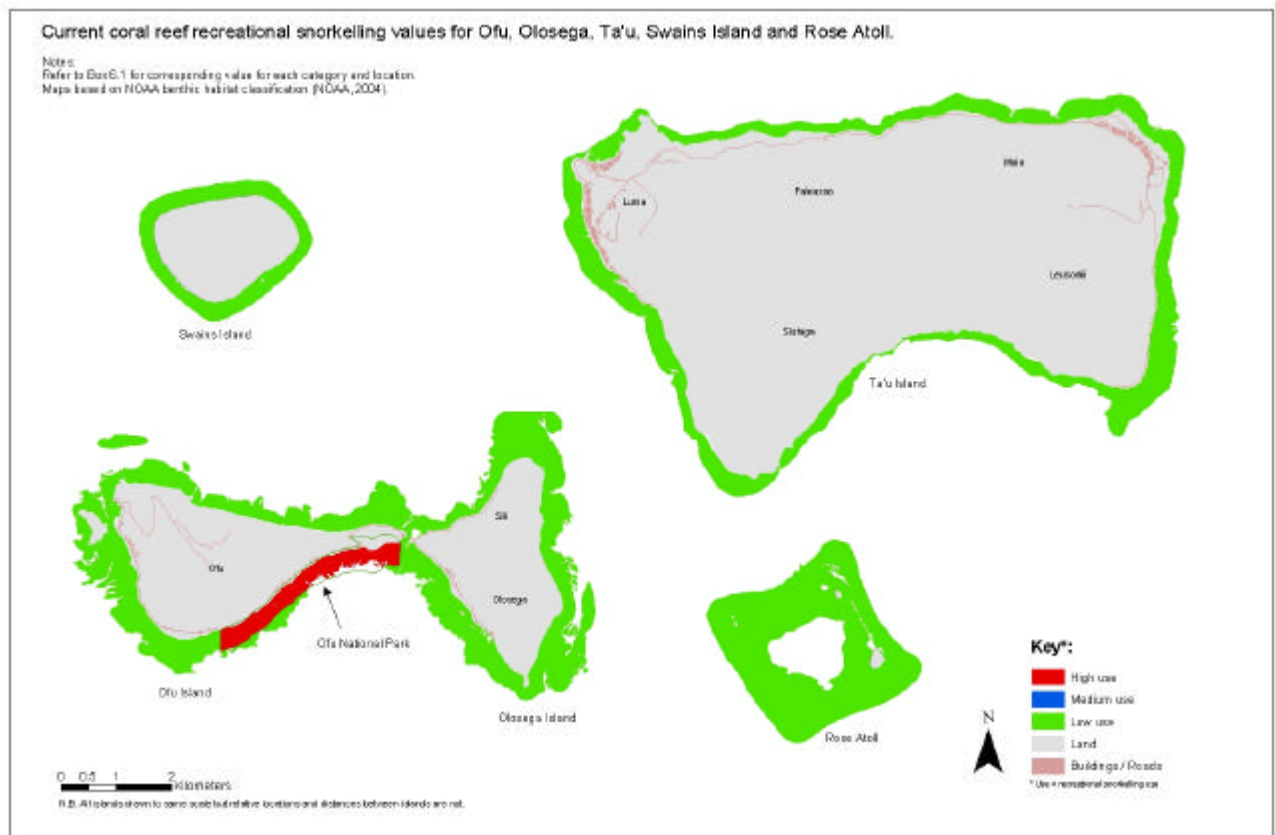 Current coral reef recreational snorkelling values for Ofu, Olosega, Ta'u, Swains Island and Rose Atoll.
Notes:
Refer to Box 6.1 for corresponding value for each category and location.
Maps based on NOAA benthic habitat classification (NOAA, 2004).
Maia
Faleasao
Luma
Leusoalii
Swains Island
Siufaga
Ta'u Island
Sili
Ofu
Olosega
Ofu National Park
Ofu Island
Olosega Island
Rose Atoll
Key*:
High use
Medium use
Low use
Land
Buildings / Roads
* Use = recreational snorkelling use
N
0 0.5 1 2
kilometers
N.B. All islands shown to same scale but relative locations and distances between islands are not.